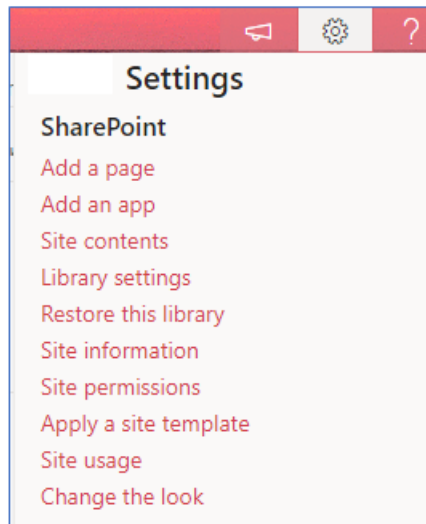 ?
Settings
SharePoint
Add a page
Add an app
Site contents
Library settings
Restore this library
Site information
Site permissions
Apply a site template
Site usage
Change the look